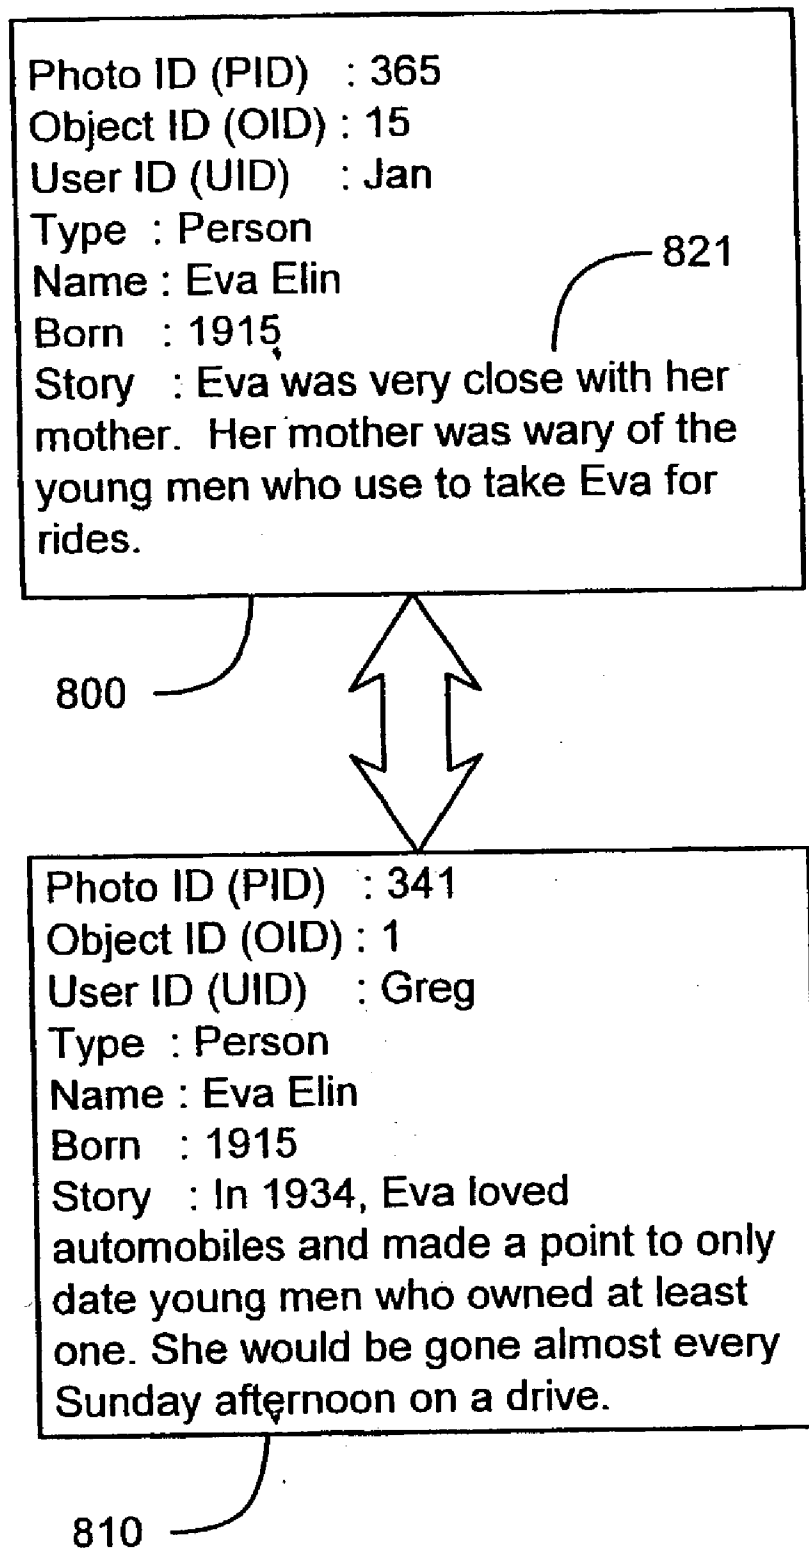 Photo ID (PID) : 365
Object ID (OID) : 15
User ID (UID) : Jan
Type : Person
821
Name : Eva Elin
Born : 1915
Story : Eva was very close with her
mother. Her mother was wary of the
young men who use to take Eva for
rides.
800
Photo ID (PID) : 341
Object ID (OID) : 1
User ID (UID) : Greg
Type : Person
Name : Eva Elin
Born : 1915
Story : In 1934, Eva loved
automobiles and made a point to only
date young men who owned at least
one. She would be gone almost every
Sunday afternoon on a drive.
810